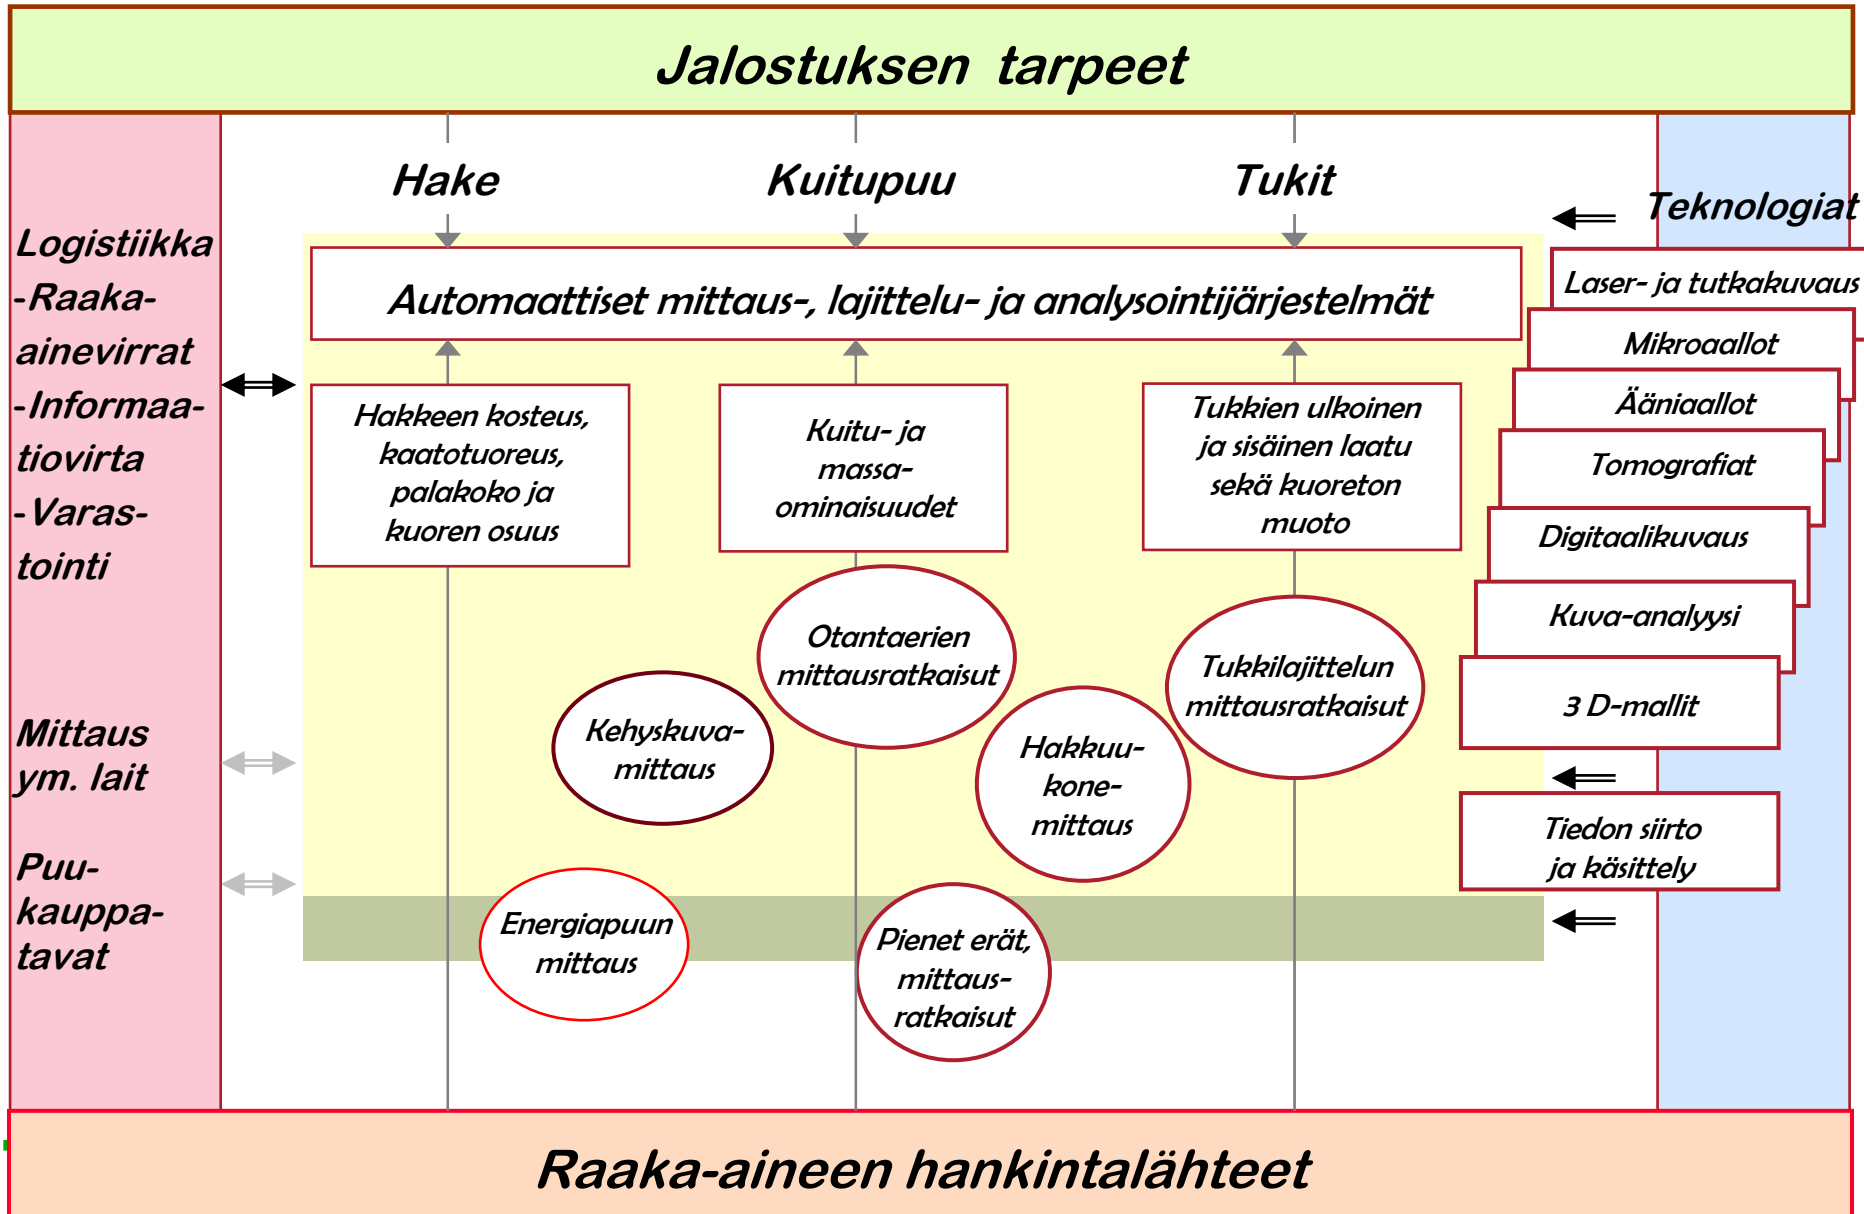 Jalostuksen tarpeet
Hake
Kuitupuu
Tukit
Logistiikka
-Raaka-
ainevirrat
-Informaa-
tiovirta
-Varas-
tointi
Mittaus
ym. lait
Puu-
kauppa-
tavat
Automaattiset mittaus-, lajittelu- ja analysointijärjestelmät
Hakkeen kosteus,
kaatotuoreus,
palakoko ja
kuoren osuus
Kuitu- ja
massa-
ominaisuudet
Tukkien ulkoinen
ja sisäinen laatu
sekä kuoreton
muoto
Otantaerien
mittausratkaisut
Tukkilajittelun
mittausratkaisut
Kehyskuva-
mittaus
Hakkuu-
kone-
mittaus
Energiapuun
mittaus
Pienet erät,
mittaus-
ratkaisut
Teknologiat
Laser- ja tutkakuvaus
Mikroaallot
Ääniaallot
Tomografiat
Digitaalikuvaus
Kuva-analyysi
3 D-mallit
Tiedon siirto
ja käsittely
Raaka-aineen hankintalähteet